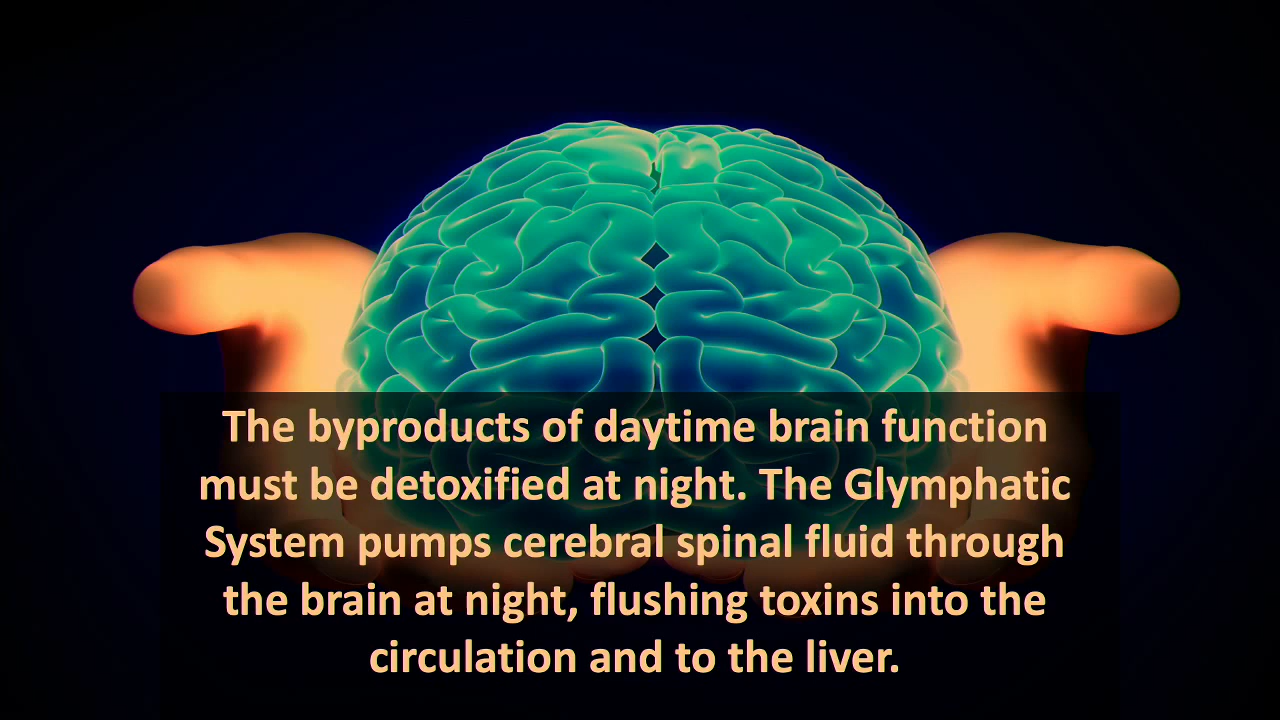 The byproducts of daytime brain function
must be detoxified at night. The Glymphatic
System pumps cerebral spinal fluid through
the brain at night, flushing toxins into the
circulation and to the liver.